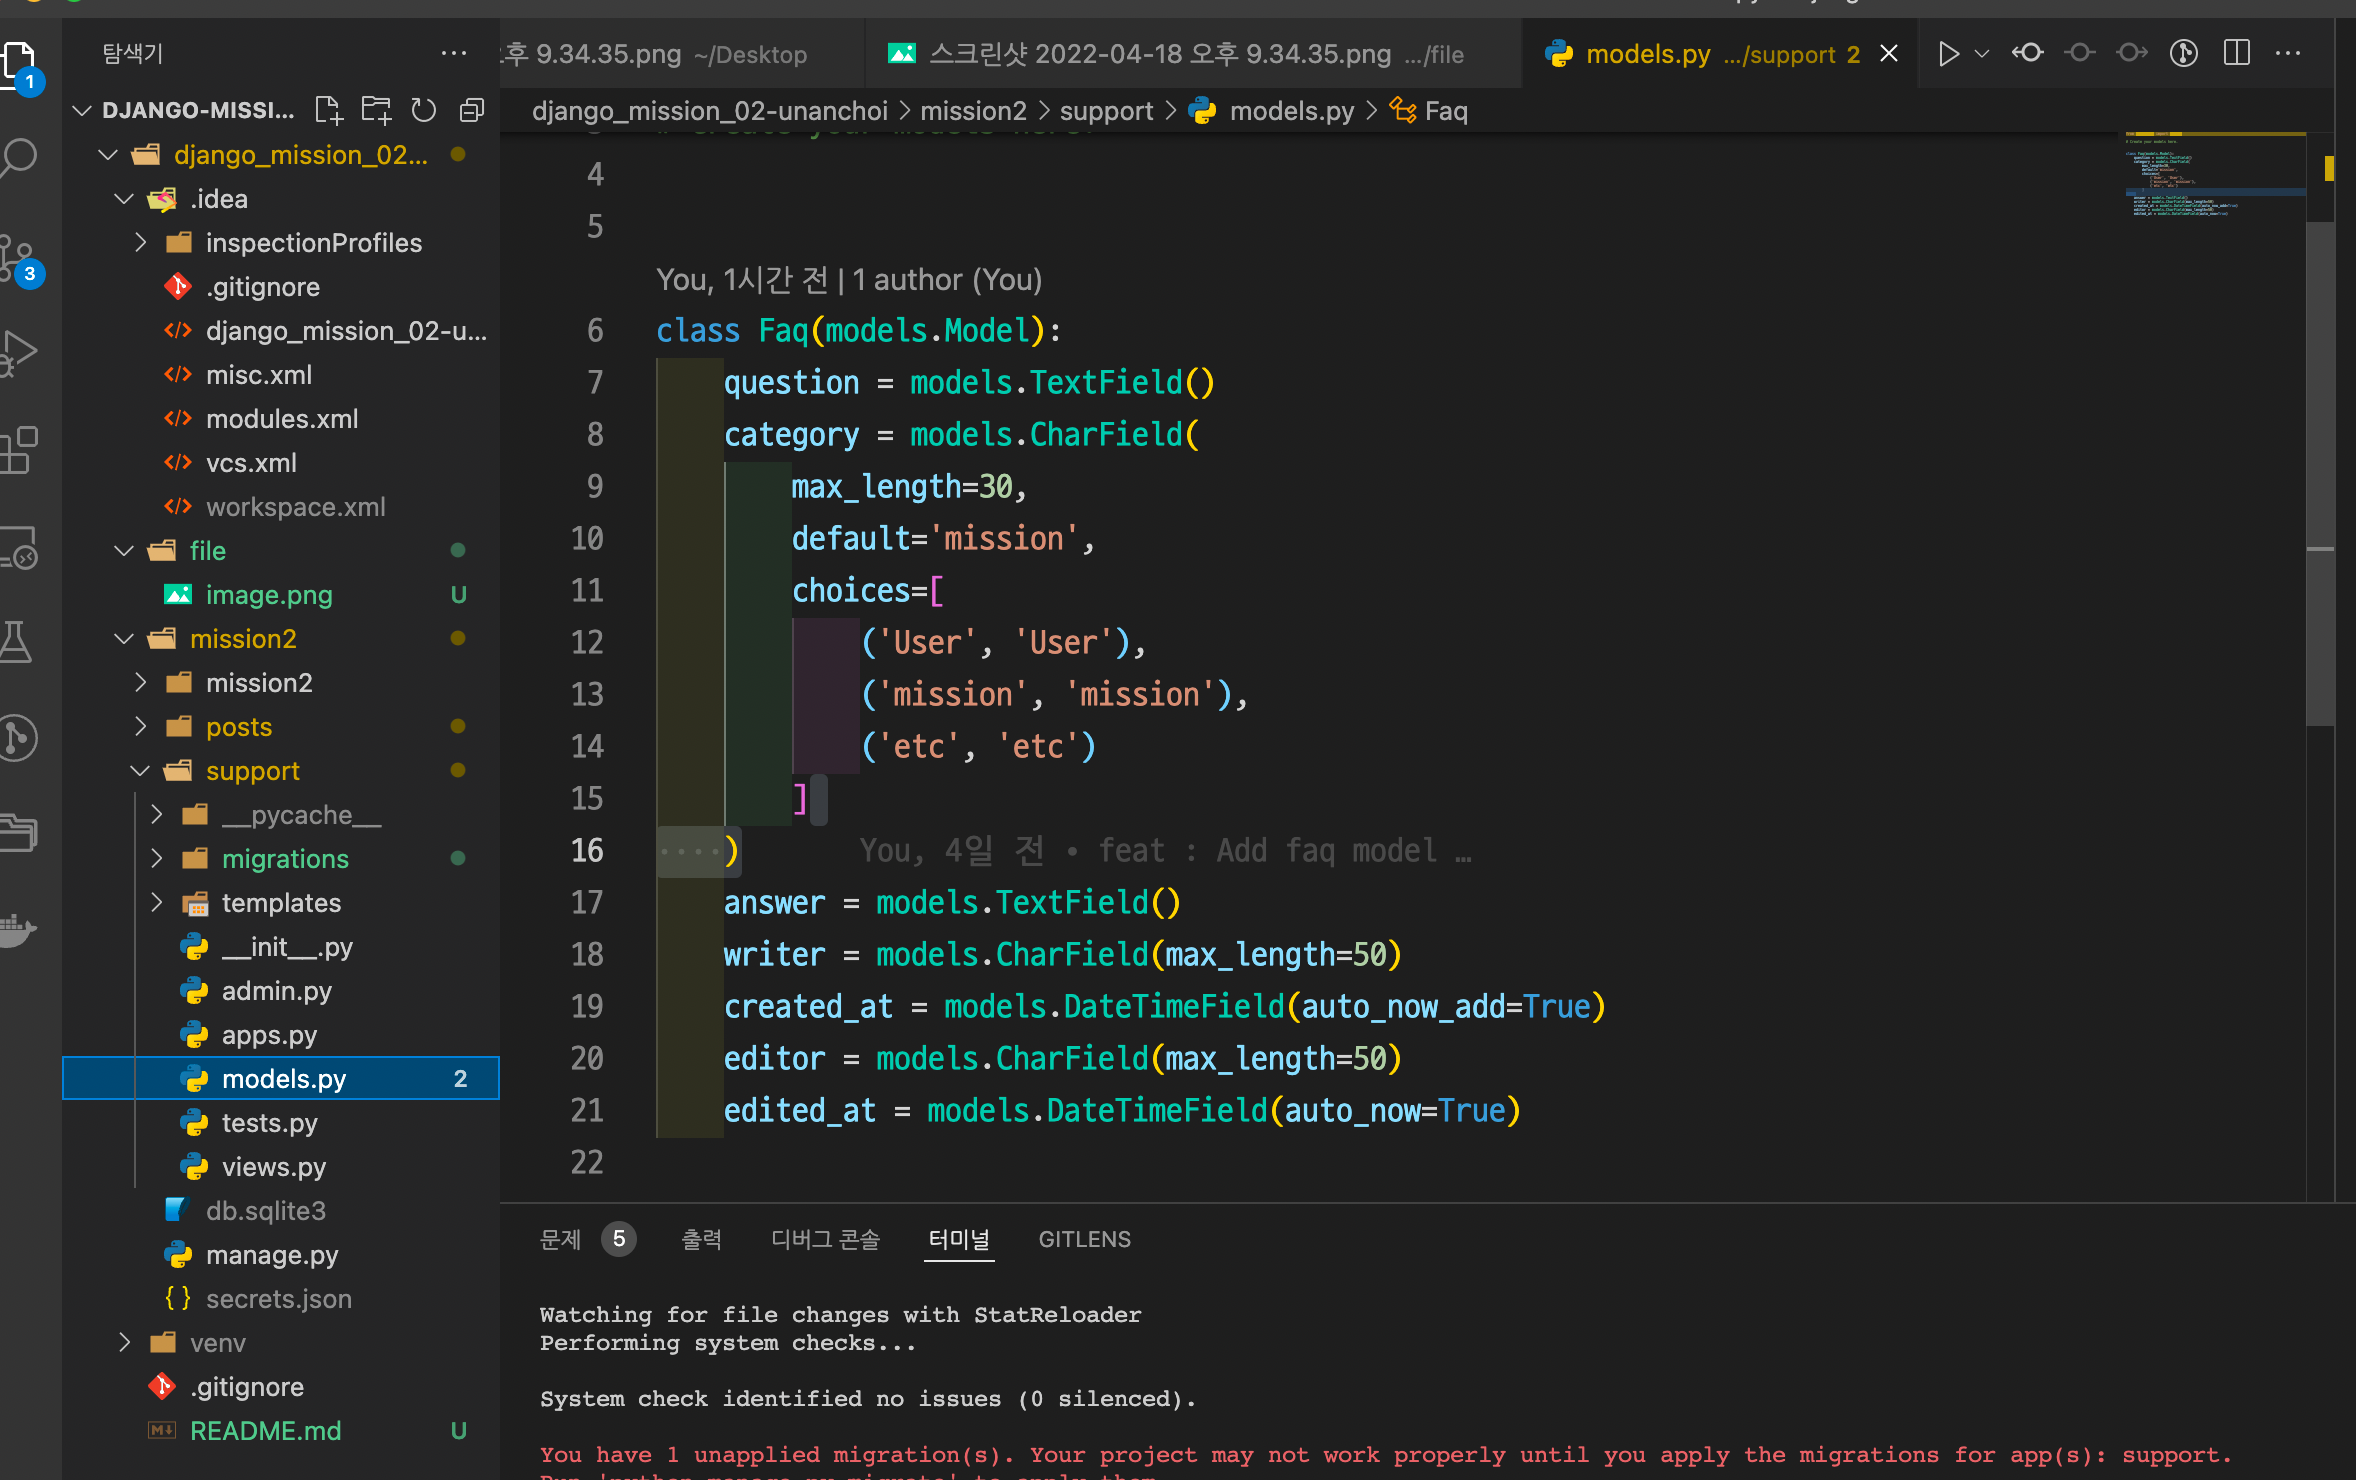 탐색기
DJANGO-MISSI...
django_mission_02...
.idea
inspectionProfiles
.gitignore
django_mission_02-u...
misc.xml
modules.xml
vcs.xml
workspace.xml
file
image.png U
mission2
mission2
posts
support
__pycache__
migrations
templates
__init__.py
admin.py
apps.py
models.py 2
tests.py
views.py
db.sqlite3
manage.py
secrets.json
venv
.gitignore
README.md U
1
3
9.34.35.png ~/Desktop
스크린샷 2022-04-18 오후 9.34.35.png .../file
models.py .../support 2
django_mission_02-unanchoi > mission2 > support > models.py > Faq
4
5
You, 1시간 전 | 1 author (You)
6 class Faq(models.Model):
7 question = models.TextField()
8 category = models.CharField(
9 max_length=30,
10 default='mission',
11 choices=[
12 ('User', 'User'),
13 ('mission', 'mission'),
14 ('etc', 'etc')
15 ]
16 ····) You, 4일 전 • feat : Add faq model …
17 answer = models.TextField()
18 writer = models.CharField(max_length=50)
19 created_at = models.DateTimeField(auto_now_add=True)
20 editor = models.CharField(max_length=50)
21 edited_at = models.DateTimeField(auto_now=True)
22
문제 5 출력 디버그 콘솔 터미널 GITLENS
Watching for file changes with StatReloader
Performing system checks...
System check identified no issues (0 silenced).
You have 1 unapplied migration(s). Your project may not work properly until you apply the migrations for app(s): support.